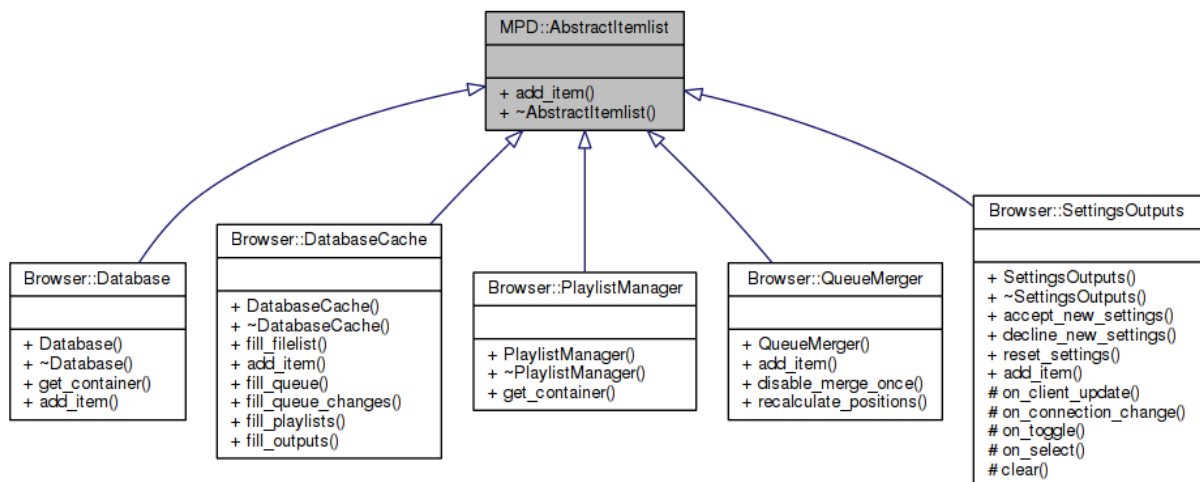 MPD::AbstractItemlist
+ add_item()
+ ~AbstractItemlist()
Browser::Database
+ Database()
+ ~Database()
+ get_container()
+ add_item()
Browser::DatabaseCache
+ DatabaseCache()
+ ~DatabaseCache()
+ fill_filelist()
+ add_item()
+ fill_queue()
+ fill_queue_changes()
+ fill_playlists()
+ fill_outputs()
Browser::PlaylistManager
+ PlaylistManager()
+ ~PlaylistManager()
+ get_container()
Browser::QueueMerger
+ QueueMerger()
+ add_item()
+ disable_merge_once()
+ recalculate_positions()
Browser::SettingsOutputs
+ SettingsOutputs()
+ ~SettingsOutputs()
+ accept_new_settings()
+ decline_new_settings()
+ reset_settings()
+ add_item()
# on_client_update()
# on_connection_change()
# on_toggle()
# on_select()
# clear()